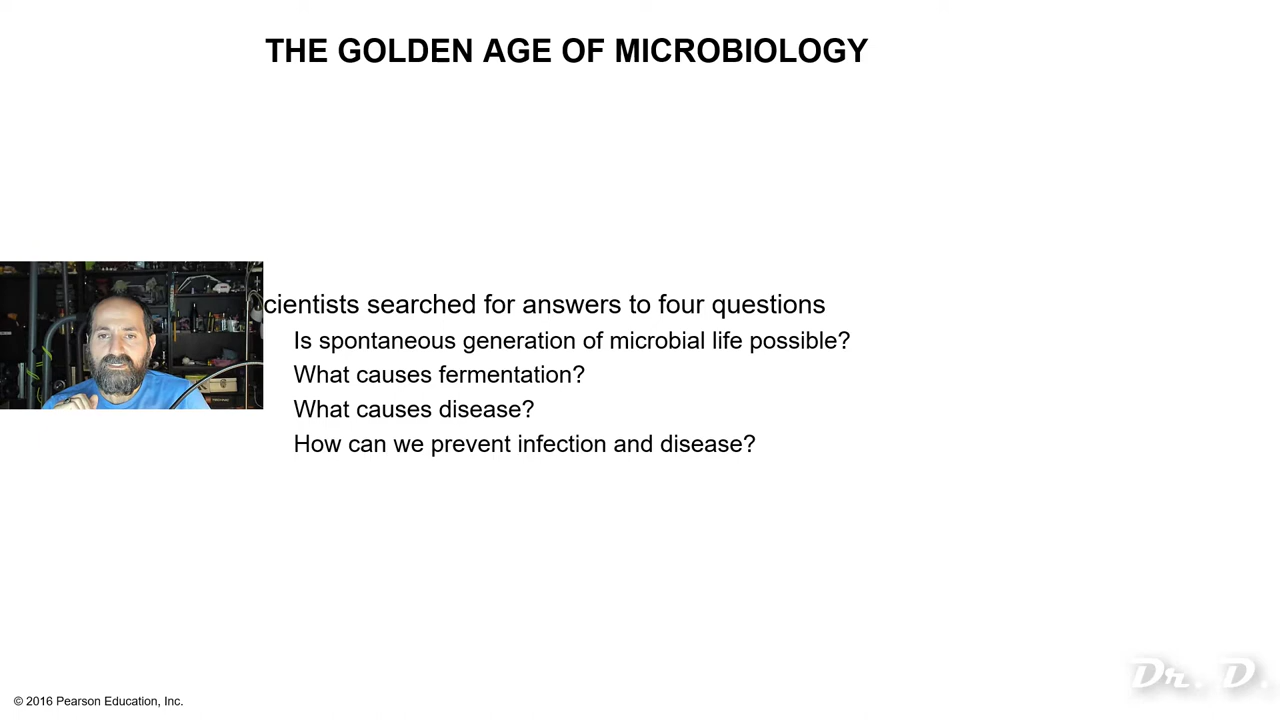 THE GOLDEN AGE OF MICROBIOLOGY
cientists searched for answers to four questions
Is spontaneous generation of microbial life possible?
What causes fermentation?
What causes disease?
How can we prevent infection and disease?
© 2016 Pearson Education, Inc.
Dr. D.